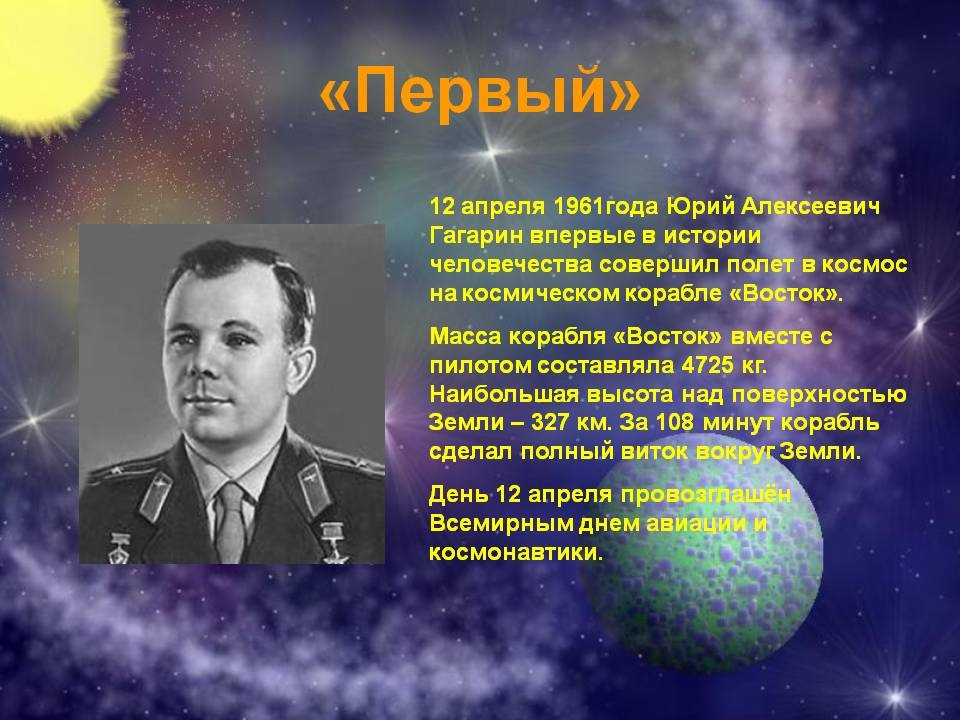 «Первый»
12 апреля 1961года Юрий Алексеевич
Гагарин впервые в истории
человечества совершил полет в космос
на космическом корабле «Восток».
Масса корабля «Восток» вместе с
пилотом составляла 4725 кг.
Наибольшая высота над поверхностью
Земли – 327 км. За 108 минут корабль
сделал полный виток вокруг Земли.
День 12 апреля провозглашён
Всемирным днем авиации и
космонавтики.